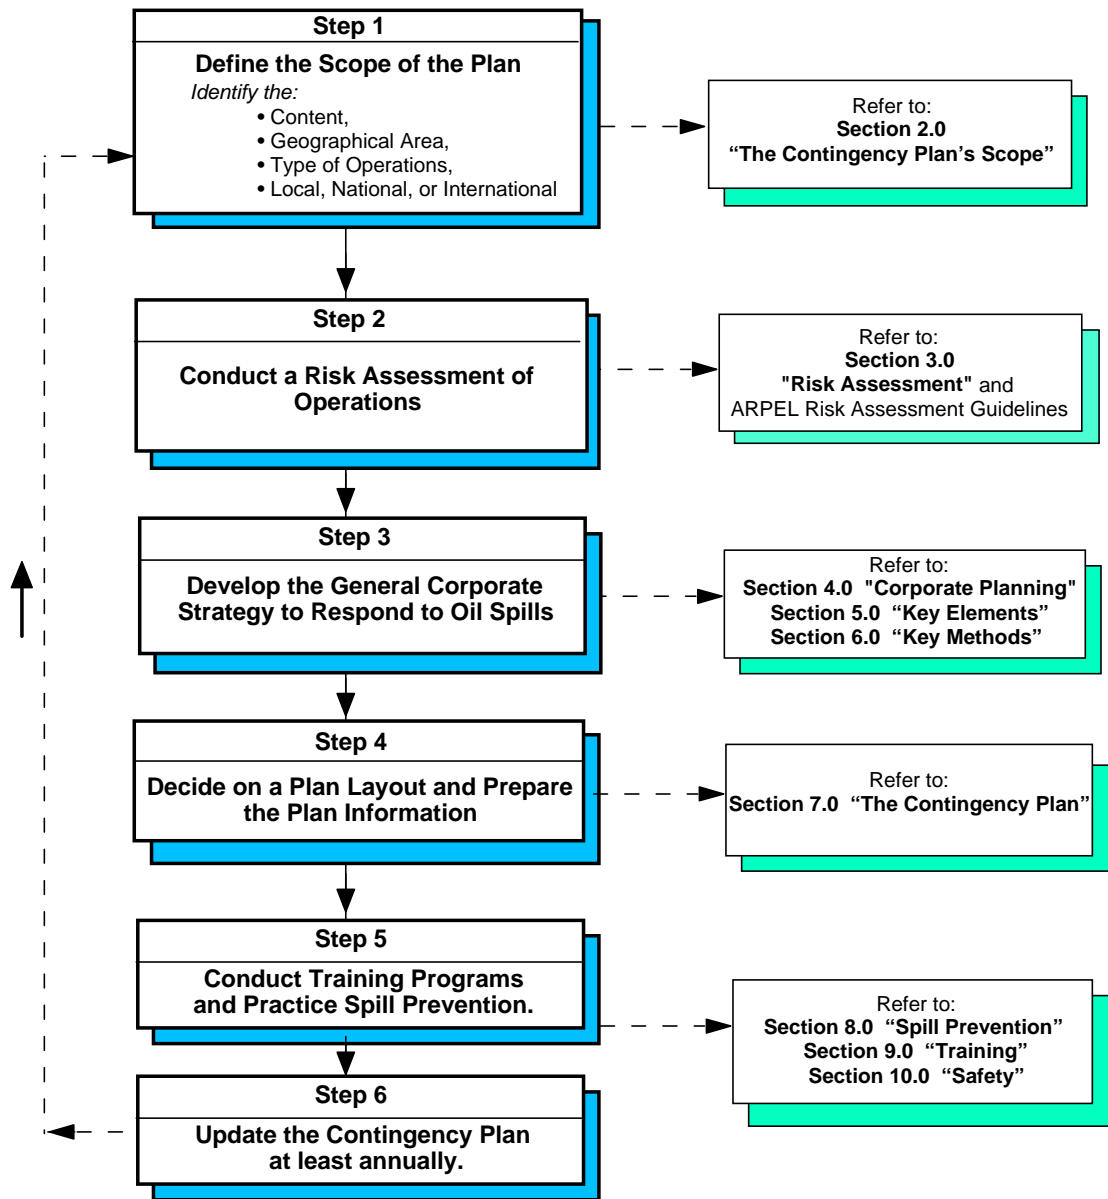 Step 1
Define the Scope of the Plan
Identify the:
• Content,
• Geographical Area,
• Type of Operations,
• Local, National, or International
Refer to:
Section 2.0
“The Contingency Plan’s Scope”
Step 2
Conduct a Risk Assessment of
Operations
Refer to:
Section 3.0
"Risk Assessment" and
ARPEL Risk Assessment Guidelines
Step 3
Develop the General Corporate
Strategy to Respond to Oil Spills
Refer to:
Section 4.0 "Corporate Planning"
Section 5.0 “Key Elements”
Section 6.0 “Key Methods”
Step 4
Decide on a Plan Layout and Prepare
the Plan Information
Refer to:
Section 7.0 “The Contingency Plan”
Step 5
Conduct Training Programs
and Practice Spill Prevention.
Refer to:
Section 8.0 “Spill Prevention”
Section 9.0 “Training”
Section 10.0 “Safety”
Step 6
Update the Contingency Plan
at least annually.